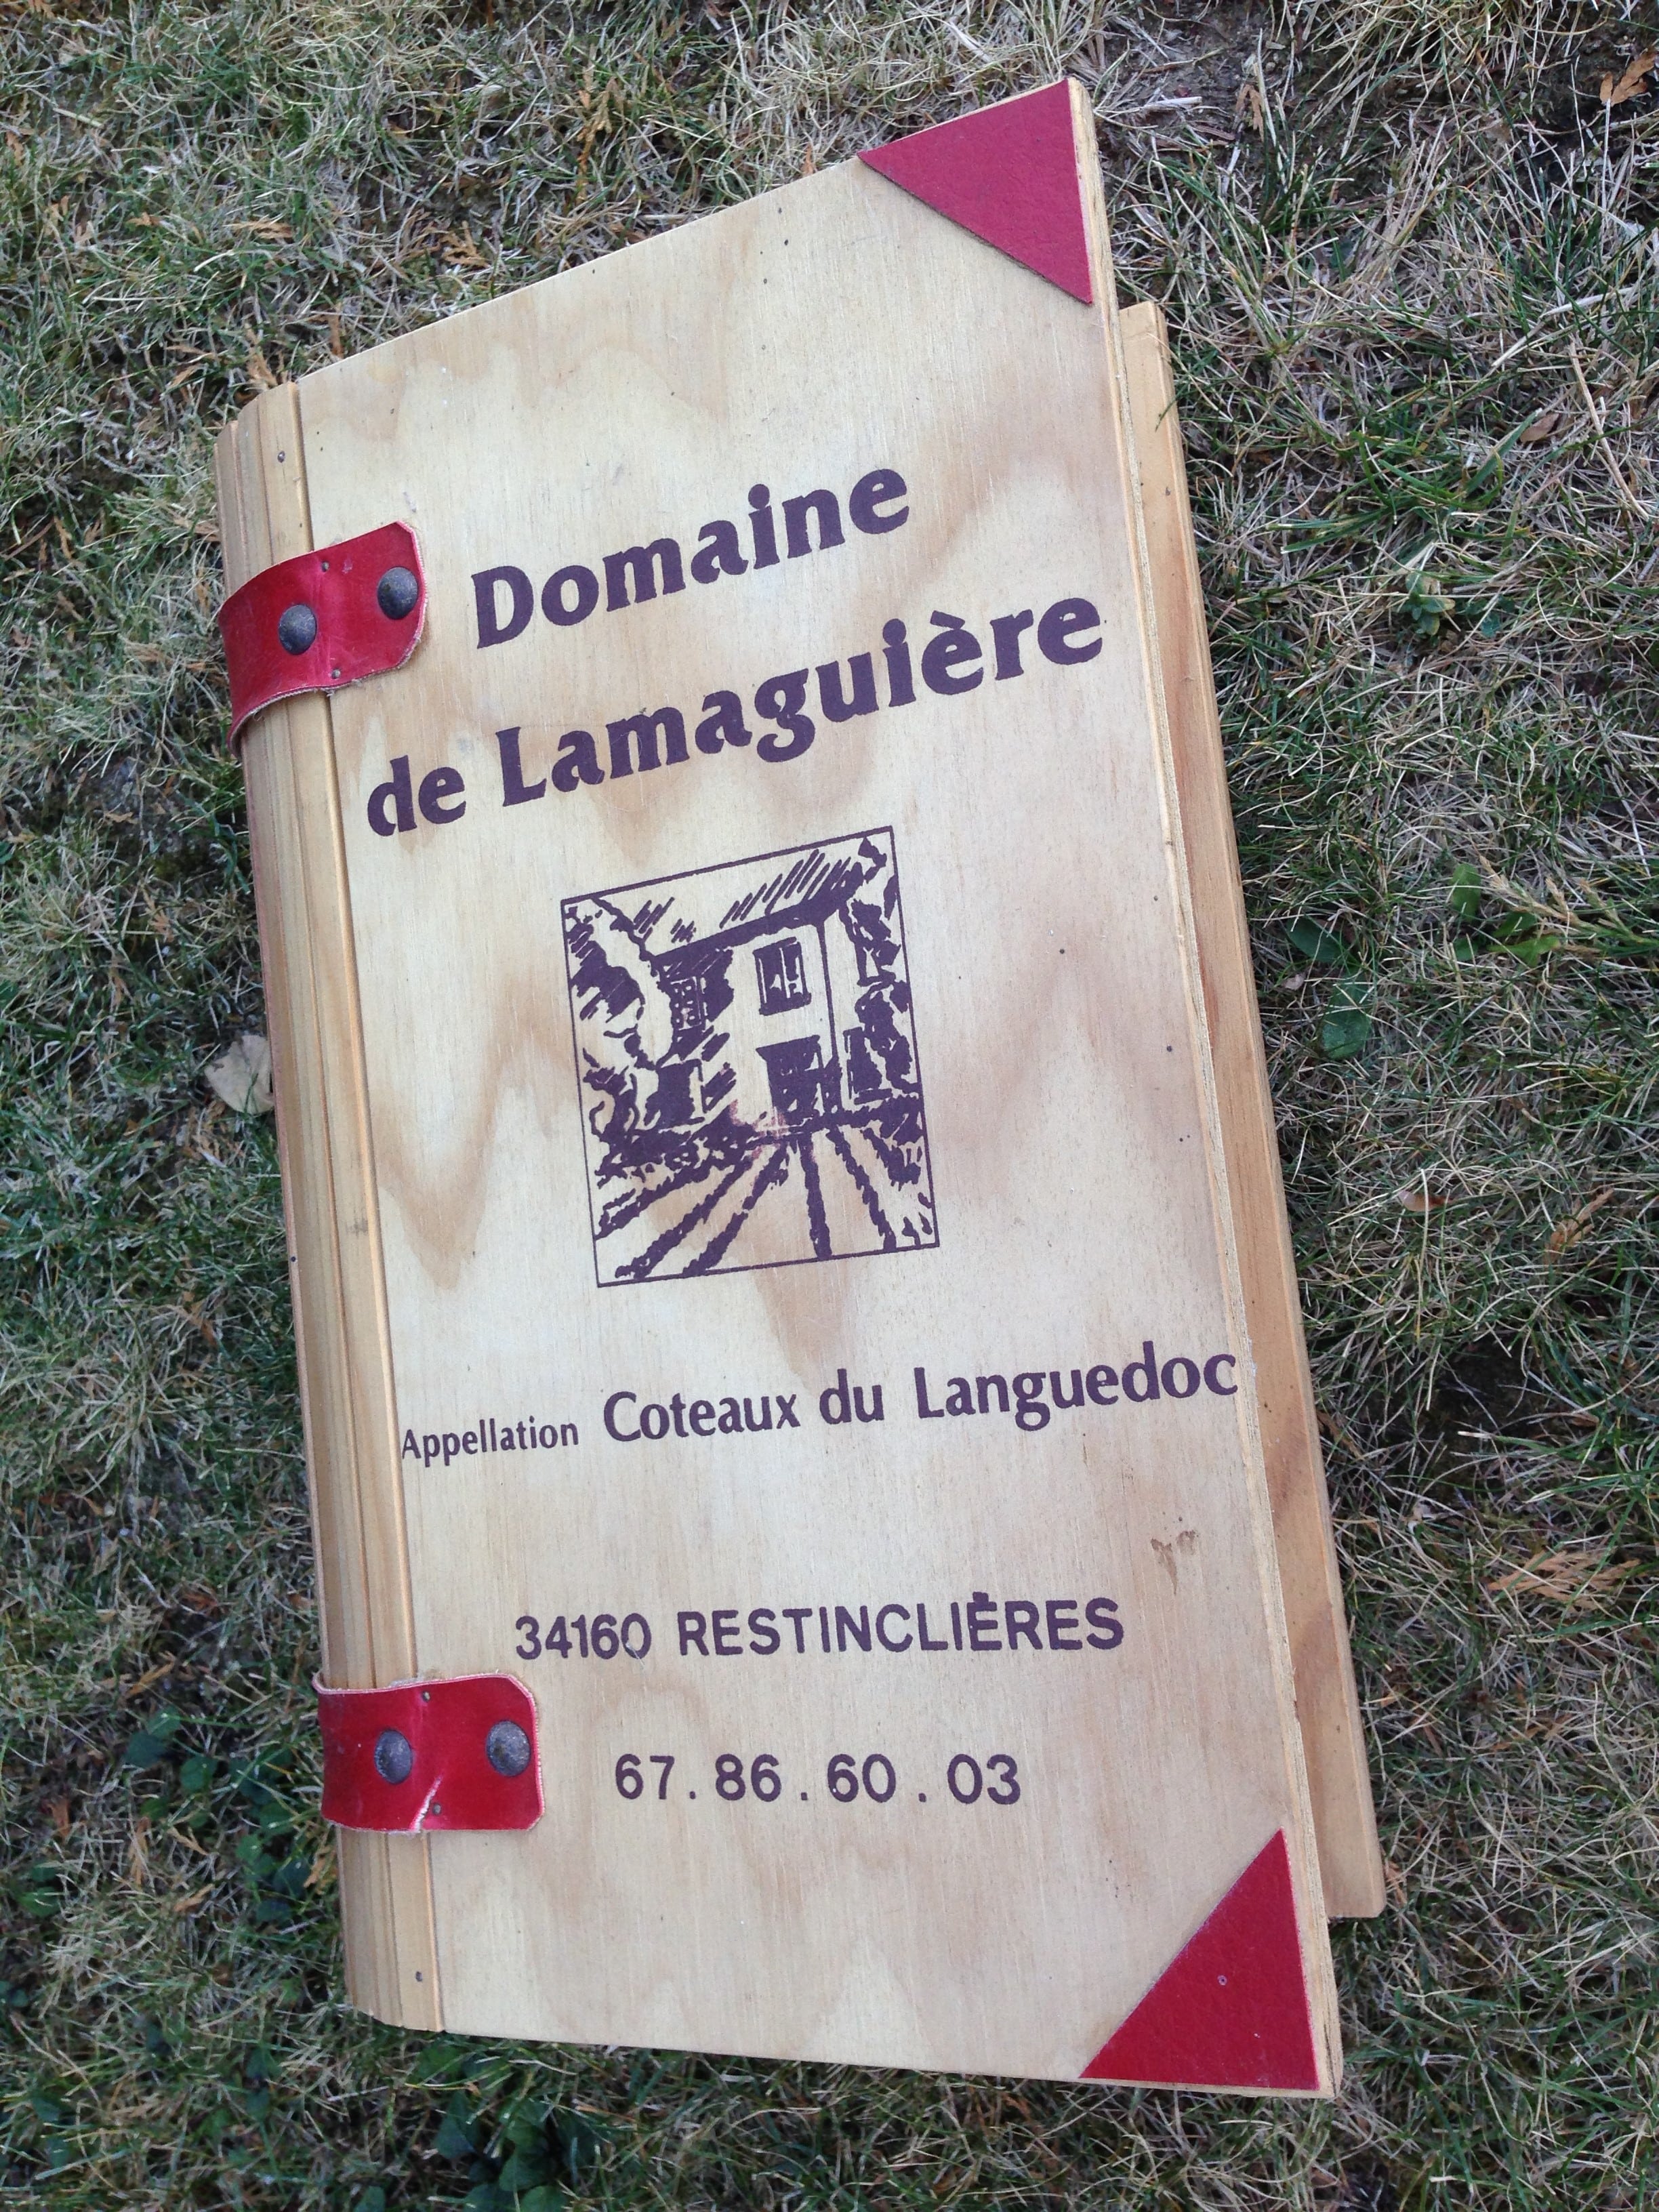 Domaine
de Lamaguière
Appellation Coteaux du Languedoc
34160 RESTINCLIÈRES
67.86.60.03